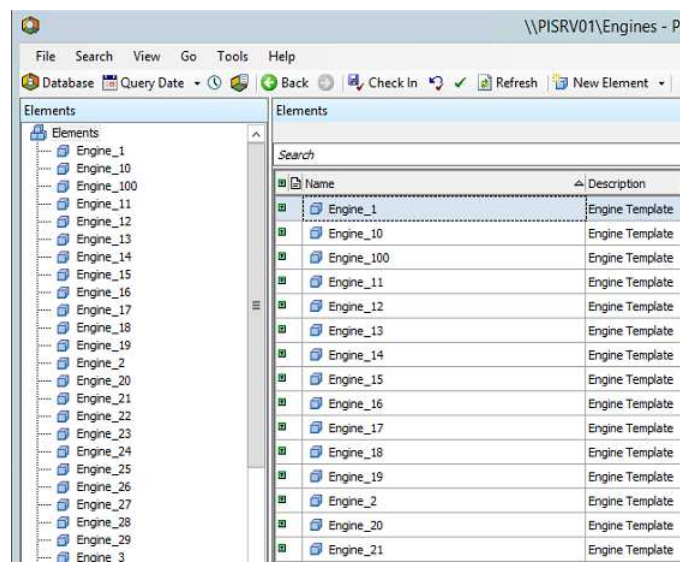 \\PISRV01\Engines - P
File Search View Go Tools Help
Database Query Date Back Check In Refresh New Element
Elements
Elements
Engine_1
Engine_10
Engine_100
Engine_11
Engine_12
Engine_13
Engine_14
Engine_15
Engine_16
Engine_17
Engine_18
Engine_19
Engine_2
Engine_20
Engine_21
Engine_22
Engine_23
Engine_24
Engine_25
Engine_26
Engine_27
Engine_28
Engine_29
Engine_3
Elements
Search
Name Description
Engine_1 Engine Template
Engine_10 Engine Template
Engine_100 Engine Template
Engine_11 Engine Template
Engine_12 Engine Template
Engine_13 Engine Template
Engine_14 Engine Template
Engine_15 Engine Template
Engine_16 Engine Template
Engine_17 Engine Template
Engine_18 Engine Template
Engine_19 Engine Template
Engine_2 Engine Template
Engine_20 Engine Template
Engine_21 Engine Template